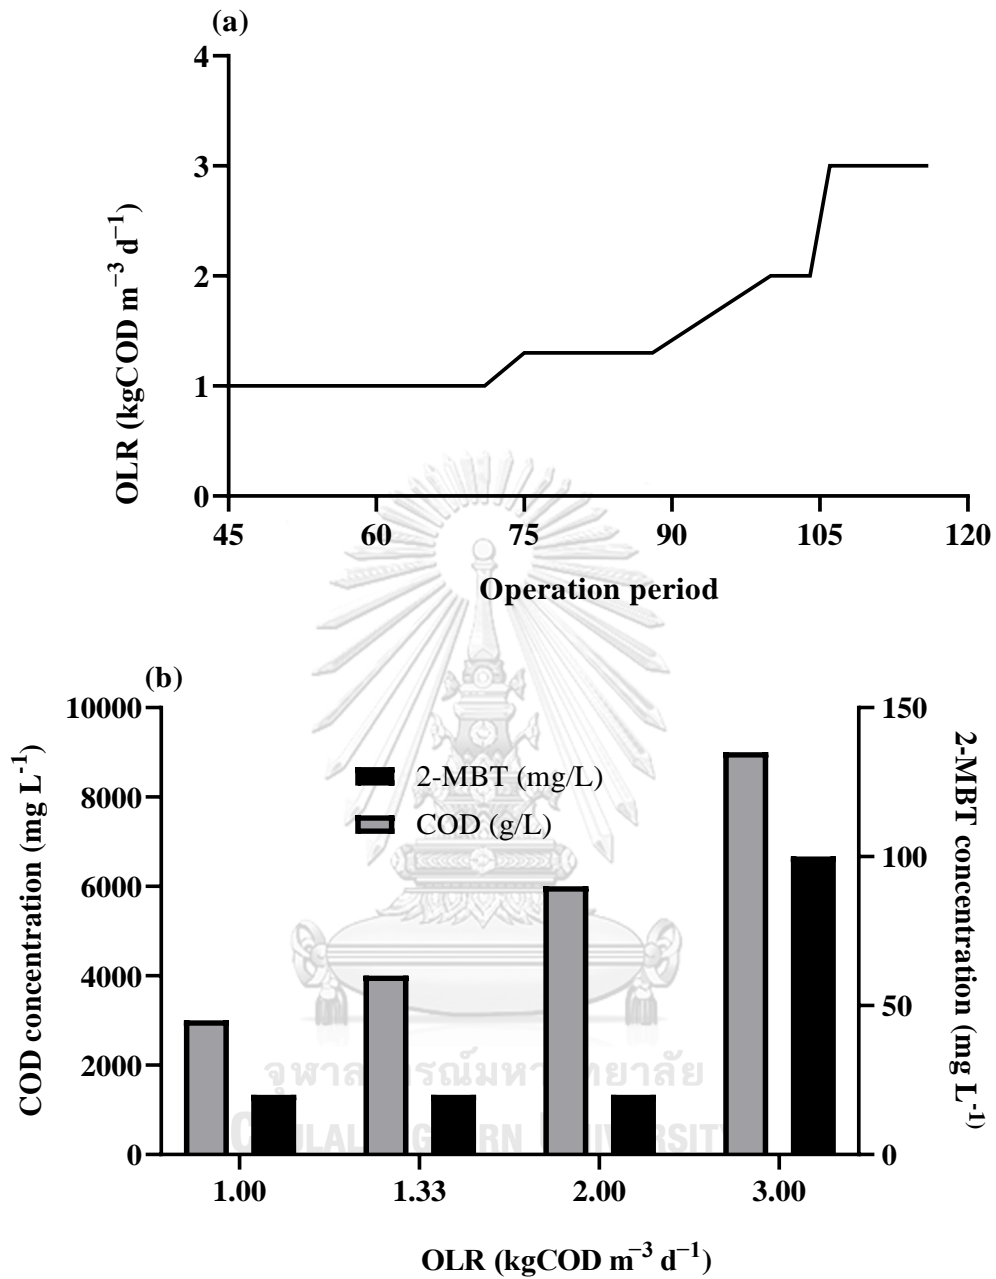 (a)
4
3
2
1
0
OLR (kgCOD m⁻³ d⁻¹)
45 60 75 90 105 120
Operation period
(b)
10000
8000
6000
4000
2000
0
COD concentration (mg L⁻¹)
2-MBT (mg/L)
COD (g/L)
150
100
50
0
2-MBT concentration (mg L⁻¹)
1.00 1.33 2.00 3.00
OLR (kgCOD m⁻³ d⁻¹)